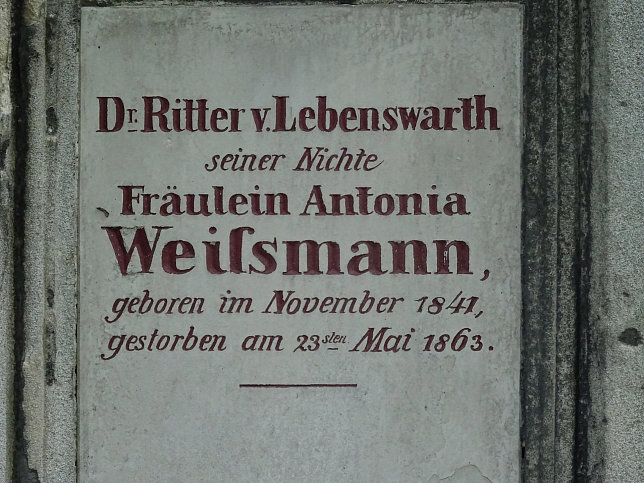 Dr. Ritter v. Lebenswarth
seiner Nichte
Fräulein Antonia
Weiſsmann,
geboren im November 1841,
gestorben am 23sten Mai 1863.